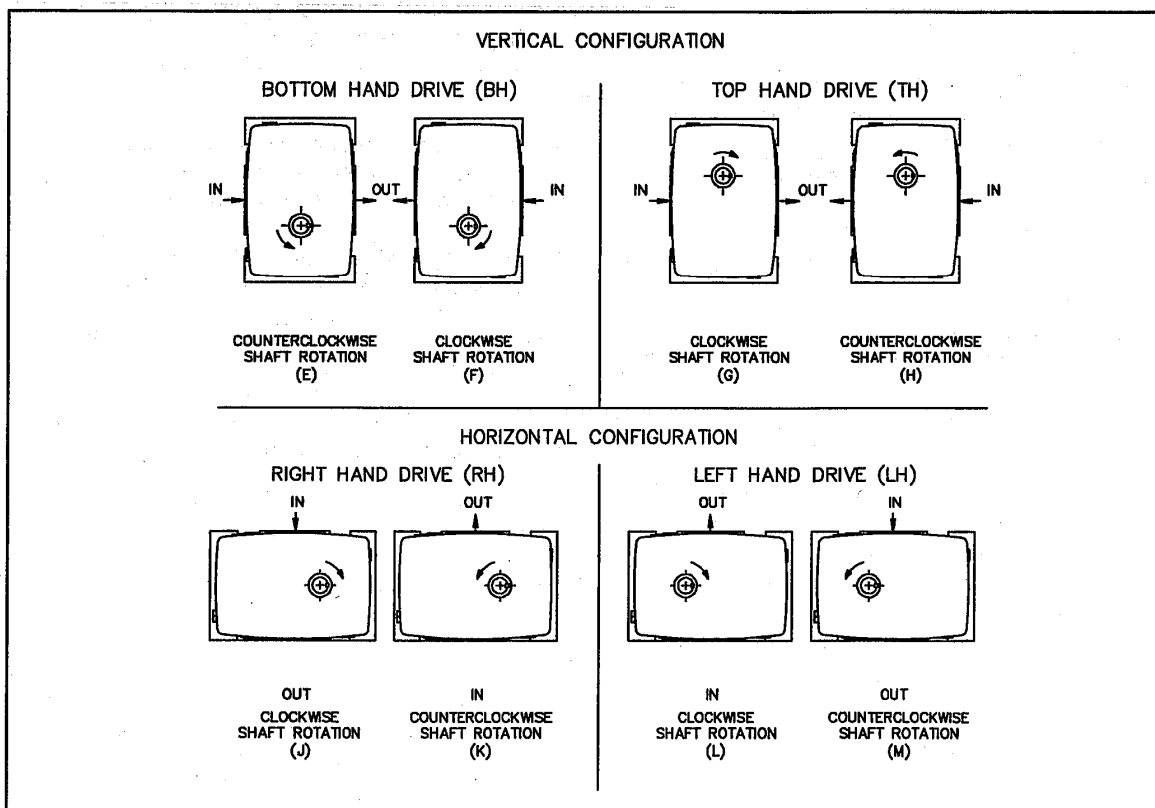 VERTICAL CONFIGURATION
BOTTOM HAND DRIVE (BH)
TOP HAND DRIVE (TH)
IN
OUT
IN
IN
OUT
IN
COUNTERCLOCKWISE
SHAFT ROTATION
(E)
CLOCKWISE
SHAFT ROTATION
(F)
CLOCKWISE
SHAFT ROTATION
(G)
COUNTERCLOCKWISE
SHAFT ROTATION
(H)
HORIZONTAL CONFIGURATION
RIGHT HAND DRIVE (RH)
LEFT HAND DRIVE (LH)
IN
OUT
OUT
IN
OUT
CLOCKWISE
SHAFT ROTATION
(J)
IN
COUNTERCLOCKWISE
SHAFT ROTATION
(K)
IN
CLOCKWISE
SHAFT ROTATION
(L)
OUT
COUNTERCLOCKWISE
SHAFT ROTATION
(M)